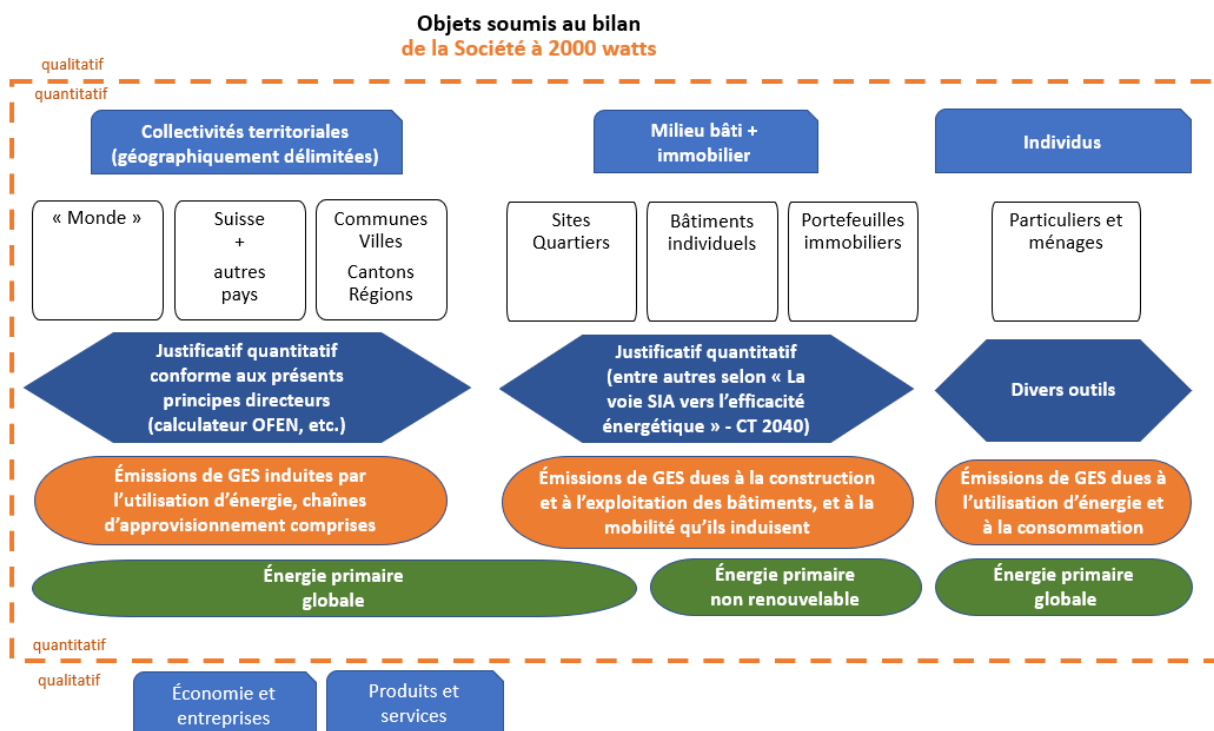 Objets soumis au bilan
de la Société à 2000 watts
qualitatif
quantitatif
Collectivités territoriales
(géographiquement délimitées)
Milieu bâti +
immobilier
Individus
« Monde »
Suisse
+
autres
pays
Communes
Villes
Cantons
Régions
Sites
Quartiers
Bâtiments
individuels
Portefeuilles
immobiliers
Particuliers et
ménages
Justificatif quantitatif
conforme aux présents
principes directeurs
(calculateur OFEN, etc.)
Justificatif quantitatif
(entre autres selon « La
voie SIA vers l’efficacité
énergétique » - CT 2040)
Divers outils
Émissions de GES induites par
l’utilisation d’énergie, chaînes
d’approvisionnement comprises
Émissions de GES dues à la construction
et à l’exploitation des bâtiments, et à la
mobilité qu’ils induisent
Émissions de GES dues à
l’utilisation d’énergie et
à la consommation
Énergie primaire
globale
Énergie primaire
non renouvelable
Énergie primaire
globale
quantitatif
qualitatif
Économie et
entreprises
Produits et
services